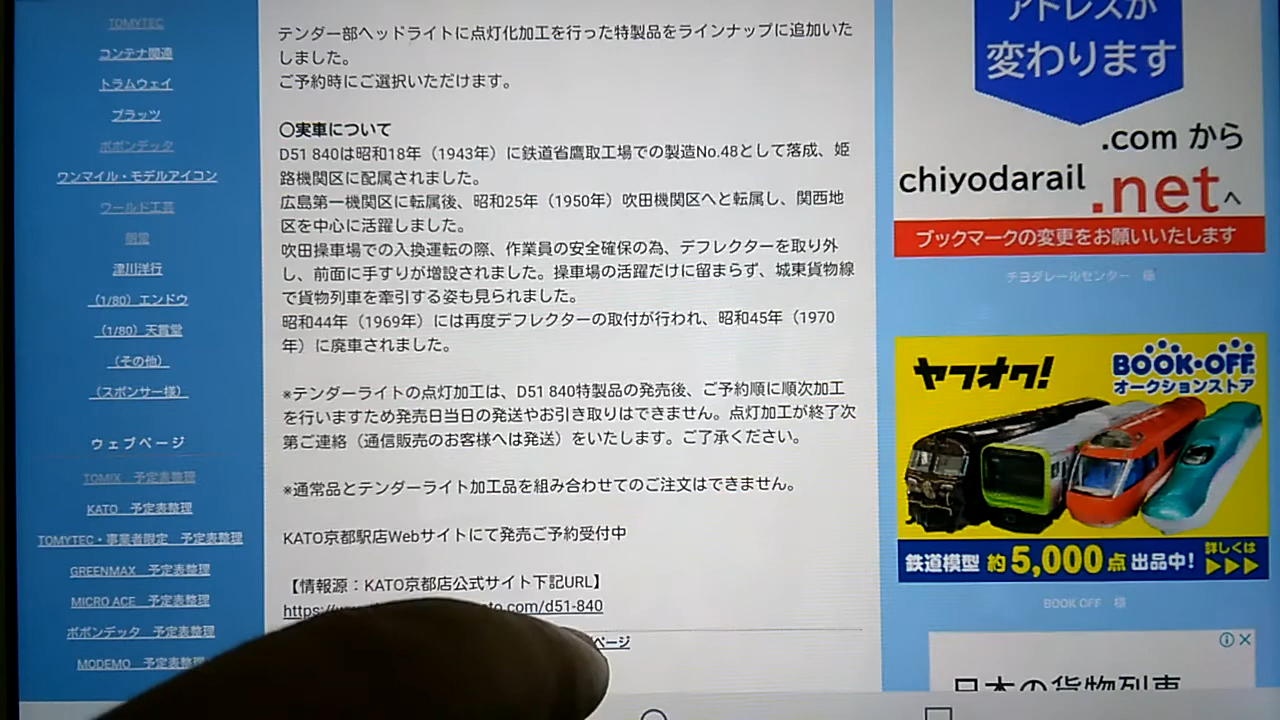 TOMYTEC
コンテナ関連
トラムウェイ
プラッツ
ポポンデッタ
ワンマイル・モデルアイコン
ワールド工芸
津川洋行
（1/80）エンドウ
（1/80）天賞堂
（その他）
（スポンサー様）
ウェブページ
TOMIX 予定表整理
KATO 予定表整理
TOMYTEC・事業者限定 予定表整理
GREENMAX 予定表整理
MICRO ACE 予定表整理
ポポンデッタ 予定表整理
MODEMO 予定表整理
テンダー部ヘッドライトに点灯化加工を行った特製品をラインナップに追加いた
しました。
ご予約時にご選択いただけます。
〇実車について
D51 840は昭和18年（1943年）に鉄道省鷹取工場での製造No.48として落成、姫
路機関区に配属されました。
広島第一機関区に転属後、昭和25年（1950年）吹田機関区へと転属し、関西地
区を中心に活躍しました。
吹田操車場での入換運転の際、作業員の安全確保の為、デフレクターを取り外
し、前面に手すりが増設されました。操車場の活躍だけに留まらず、城東貨物線
で貨物列車を牽引する姿も見られました。
昭和44年（1969年）には再度デフレクターの取付が行われ、昭和45年（1970
年）に廃車されました。
※テンダーライトの点灯加工は、D51 840特製品の発売後、ご予約順に順次加工
を行いますため発売日当日の発送やお引き取りはできません。点灯加工が終了次
第ご連絡（通信販売のお客様へは発送）をいたします。ご了承ください。
※通常品とテンダーライト加工品を組み合わせてのご注文はできません。
KATO京都駅店Webサイトにて発売ご予約受付中
【情報源：KATO京都店公式サイト下記URL】
https://
to.com/d51-840
ページ
アドレスが
変わります
.com から
chiyodarail
.net へ
ブックマークの変更をお願いいたします
チヨダレールセンター 様
ヤフオク!
BOOK・OFF
オークションストア
鉄道模型 約5,000点 出品中! 詳しくは
▶▶▶
BOOK OFF 様
日本の貨物列車